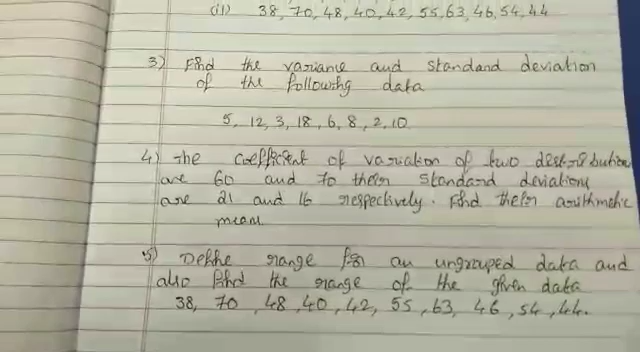 (ii) 38, 70, 48, 40, 42, 55, 63, 46, 54, 44
3) Find the variance and standard deviation
of the following data
5, 12, 3, 18, 6, 8, 2, 10
4) The coefficient of variation of two distribution
are 60 and 70 their standard deviations
are 21 and 16 respectively. Find their arithmetic
mean
5) Define range for an ungrouped data and
also find the range of the given data
38, 70, 48, 40, 42, 55, 63, 46, 54, 44.